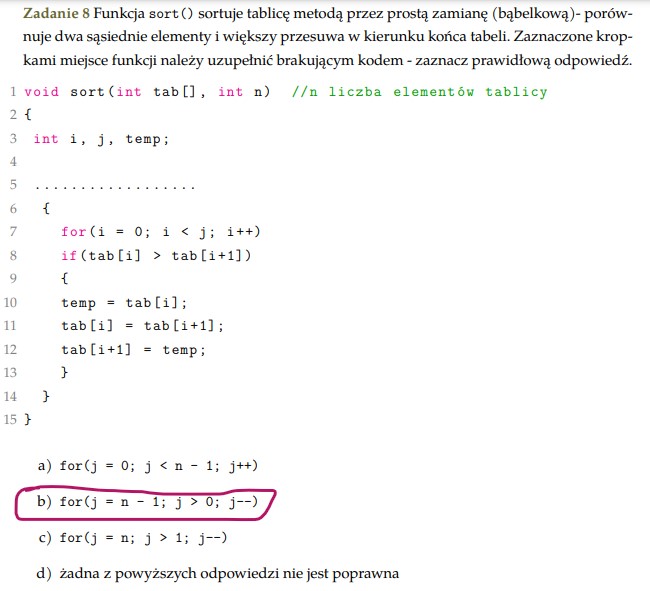 Zadanie 8 Funkcja sort() sortuje tablicę metodą przez prostą zamianę (bąbelkową)- porów-
nuje dwa sąsiednie elementy i większy przesuwa w kierunku końca tabeli. Zaznaczone krop-
kami miejsce funkcji należy uzupełnić brakującym kodem - zaznacz prawidłową odpowiedź.
1 void sort(int tab[], int n)  //n liczba elementów tablicy
2 {
3  int i, j, temp;
4
5  ..................
6   {
7     for(i = 0; i < j; i++)
8     if(tab[i] > tab[i+1])
9     {
10     temp = tab[i];
11     tab[i] = tab[i+1];
12     tab[i+1] = temp;
13     }
14   }
15 }
a) for(j = 0; j < n - 1; j++)
b) for(j = n - 1; j > 0; j--)
c) for(j = n; j > 1; j--)
d) żadna z powyższych odpowiedzi nie jest poprawna